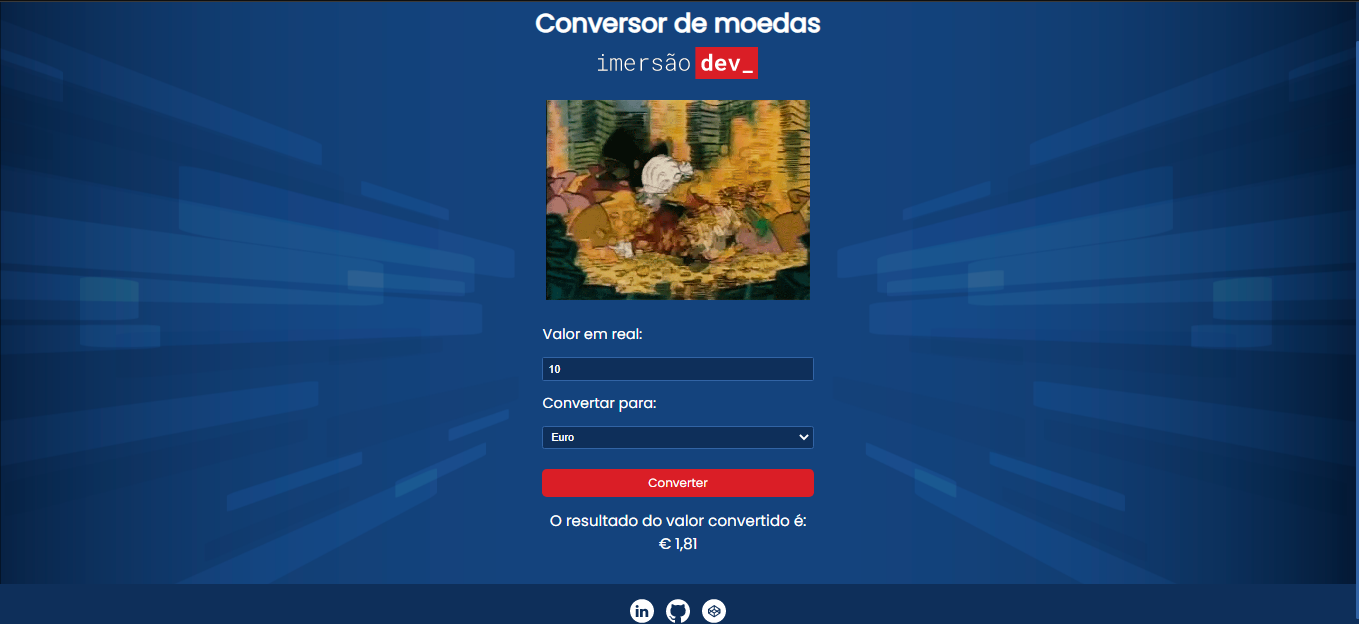 Conversor de moedas
imersão dev_
Valor em real:
10
Convertar para:
Euro
Converter
O resultado do valor convertido é:
€ 1,81
in